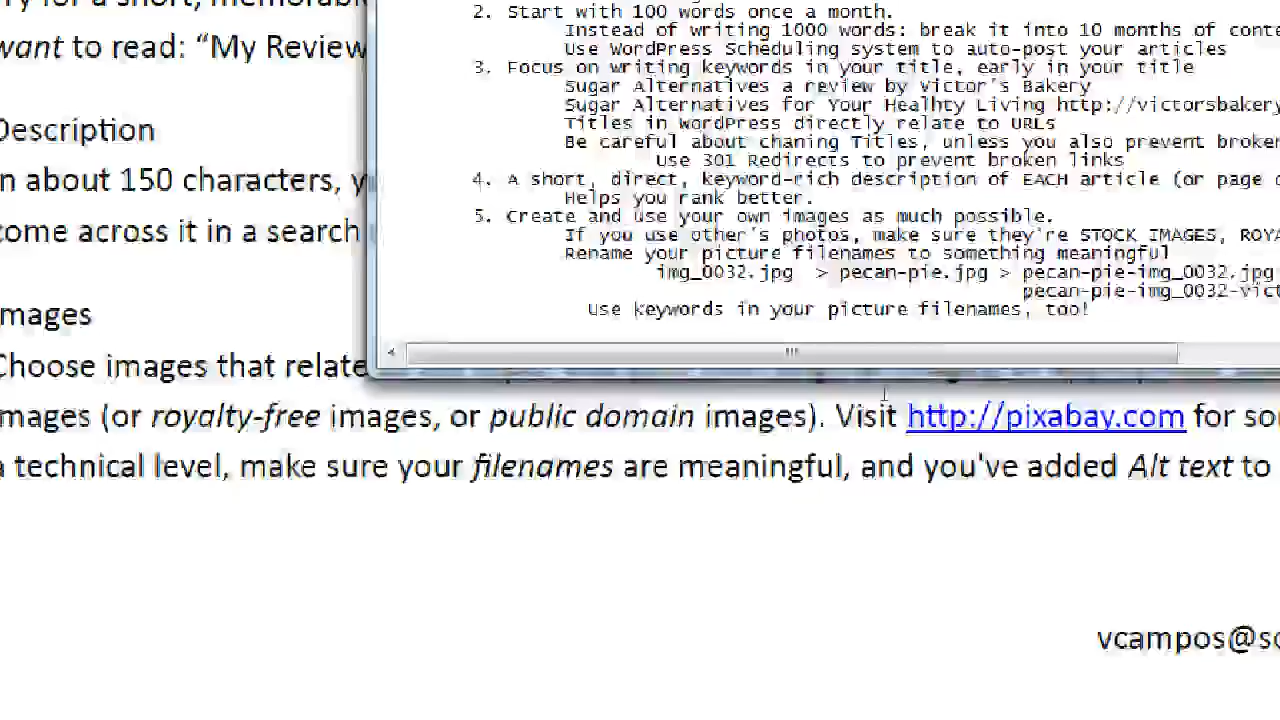 ry for a short, memorable
want to read: “My Review
Description
n about 150 characters, y
come across it in a search
mages
Choose images that relate
mages (or royalty-free images, or public domain images). Visit http://pixabay.com for so
a technical level, make sure your filenames are meaningful, and you've added Alt text to
vcampos@so
2. Start with 100 words once a month.
Instead of writing 1000 words: break it into 10 months of conte
Use WordPress Scheduling system to auto-post your articles
3. Focus on writing keywords in your title, early in your title
Sugar Alternatives a review by Victor's Bakery
Sugar Alternatives for Your Healhty Living http://victorsbakery
Titles in WordPress directly relate to URLs
Be careful about chaning Titles, unless you also prevent broken
Use 301 Redirects to prevent broken links
4. A short, direct, keyword-rich description of EACH article (or page o
Helps you rank better.
5. Create and use your own images as much possible.
If you use other's photos, make sure they're STOCK IMAGES, ROYA
Rename your picture filenames to something meaningful
img_0032.jpg > pecan-pie.jpg > pecan-pie-img_0032.jpg
pecan-pie-img_0032-vict
Use keywords in your picture filenames, too!